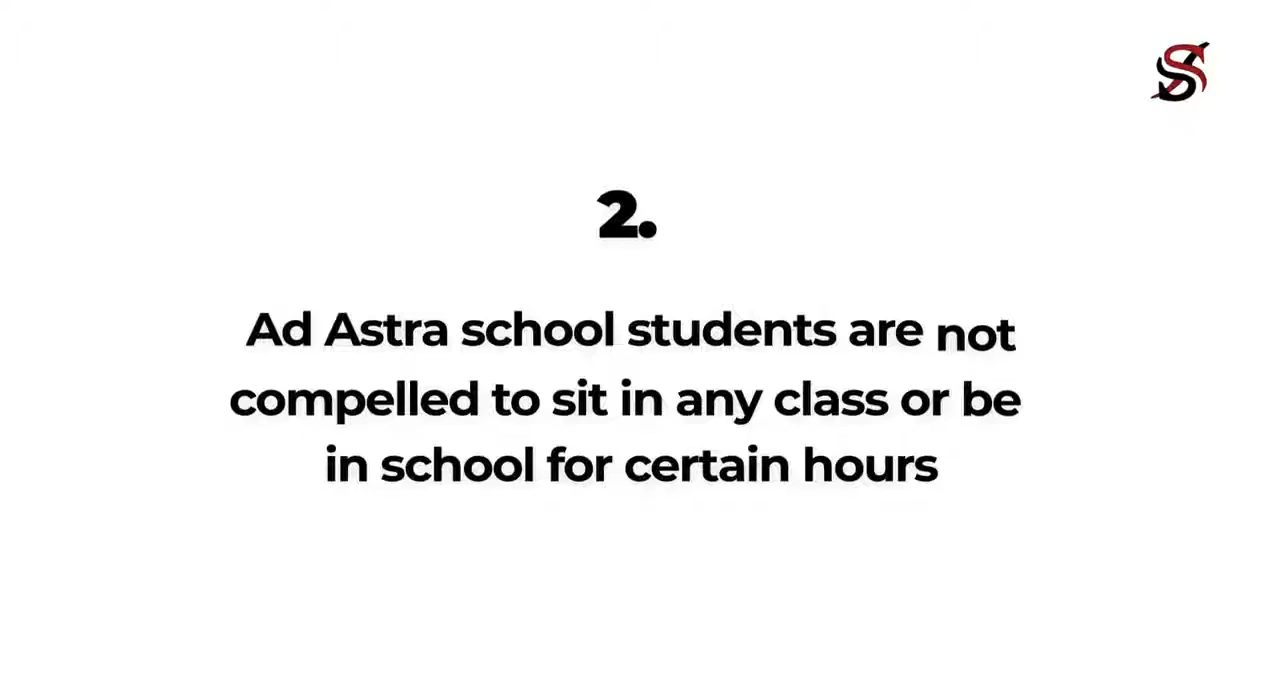 2.
Ad Astra school students are not
compelled to sit in any class or be
in school for certain hours